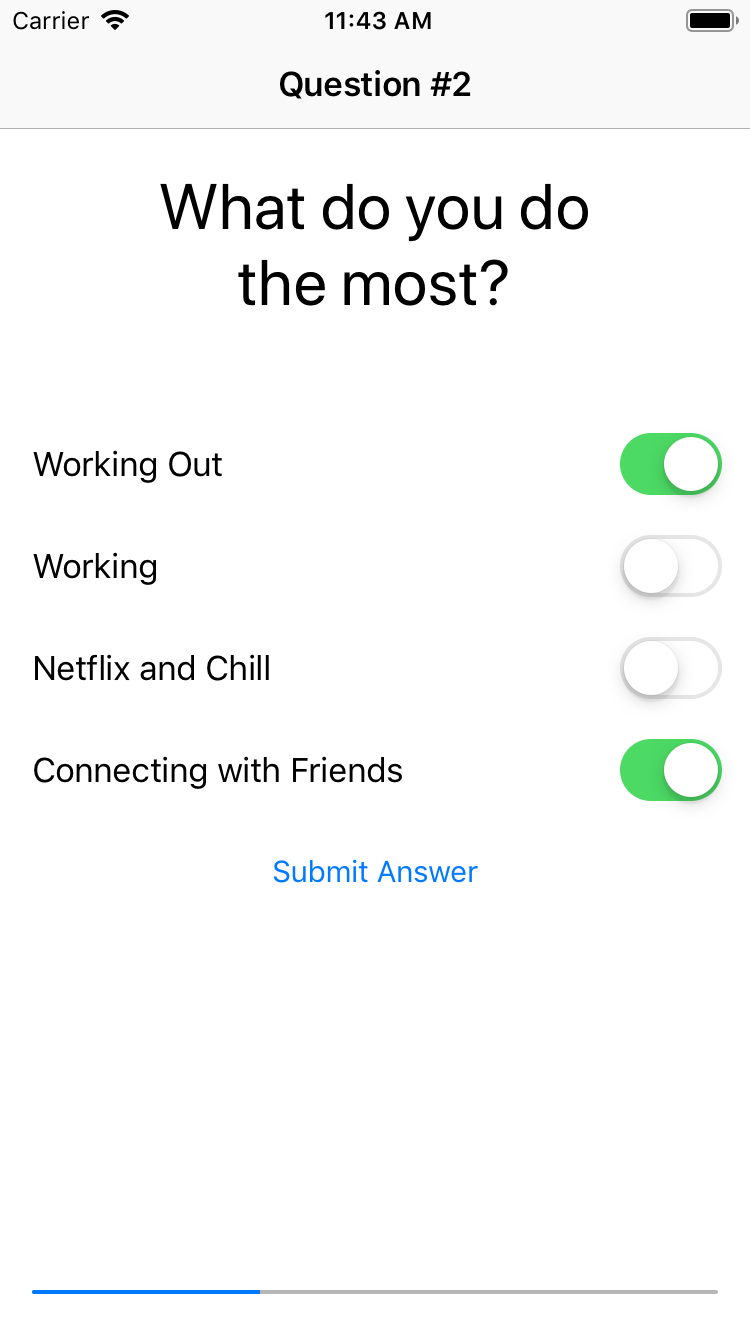 Carrier 11:43 AM
Question #2
What do you do
the most?
Working Out
Working
Netflix and Chill
Connecting with Friends
Submit Answer